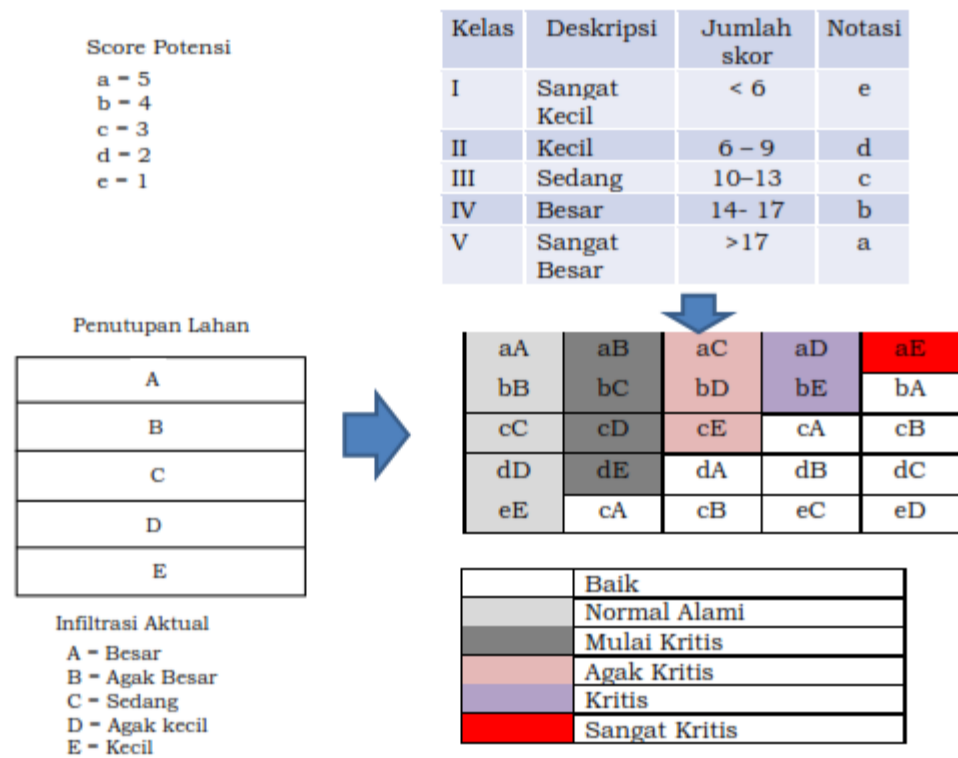 Score Potensi
a = 5
b = 4
c = 3
d = 2
e = 1
Kelas Deskripsi Jumlah skor Notasi
I Sangat Kecil < 6 e
II Kecil 6 – 9 d
III Sedang 10–13 c
IV Besar 14- 17 b
V Sangat Besar >17 a
Penutupan Lahan
A
B
C
D
E
Infiltrasi Aktual
A = Besar
B = Agak Besar
C = Sedang
D = Agak kecil
E = Kecil
aA aB aC aD aE
bB bC bD bE bA
cC cD cE cA cB
dD dE dA dB dC
eE cA cB eC eD
Baik
Normal Alami
Mulai Kritis
Agak Kritis
Kritis
Sangat Kritis